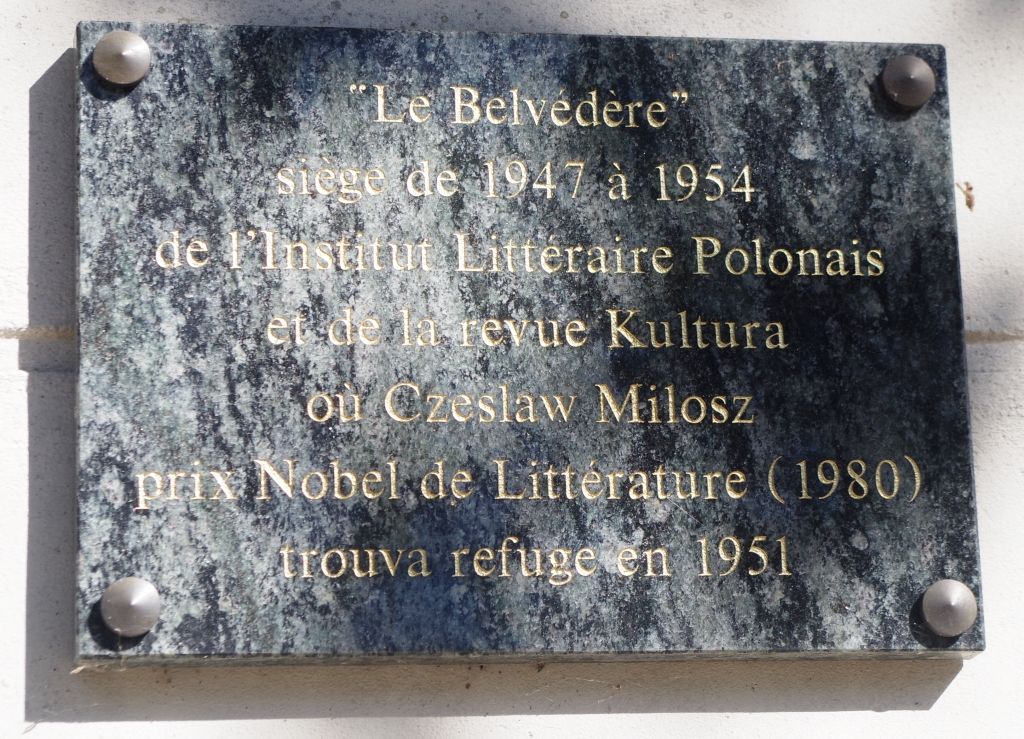 “Le Belvédère”
siège de 1947 à 1954
de l'Institut Littéraire Polonais
et de la revue Kultura
où Czeslaw Milosz
prix Nobel de Littérature (1980)
trouva refuge en 1951